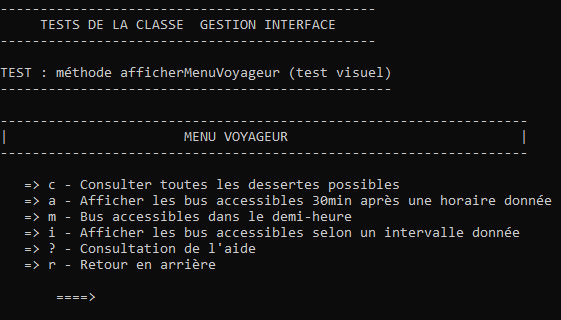 -----------------------------------------------
TESTS DE LA CLASSE  GESTION INTERFACE
-----------------------------------------------
TEST : méthode afficherMenuVoyageur (test visuel)
-------------------------------------------------
------------------------------------------------------------------
|                      MENU VOYAGEUR                             |
------------------------------------------------------------------
=> c - Consulter toutes les dessertes possibles
=> a - Afficher les bus accessibles 30min après une horaire donnée
=> m - Bus accessibles dans le demi-heure
=> i - Afficher les bus accessibles selon un intervalle donnée
=> ? - Consultation de l'aide
=> r - Retour en arrière
====>